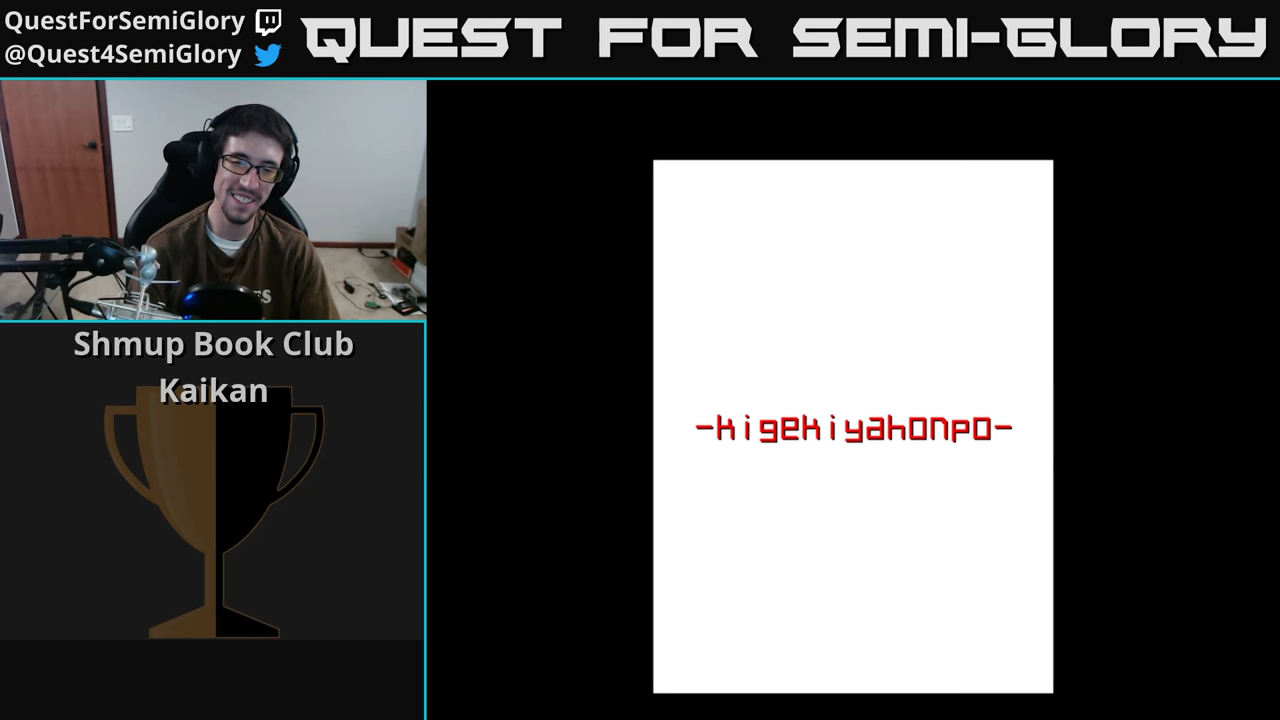 QuestForSemiGlory
@Quest4SemiGlory
QUEST FOR SEMI-GLORY
Shmup Book Club
Kaikan
-kigekiyahonpo-